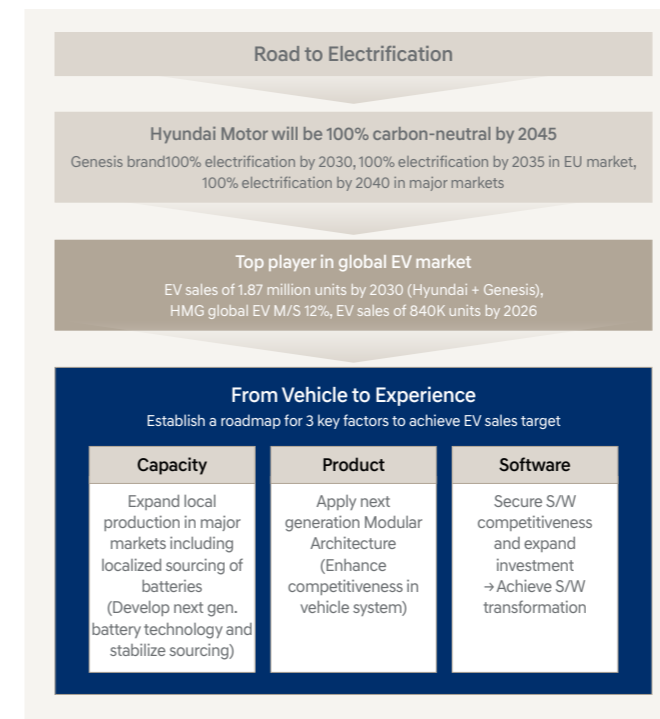 Road to Electrification
Hyundai Motor will be 100% carbon-neutral by 2045
Genesis brand100% electrification by 2030, 100% electrification by 2035 in EU market,
100% electrification by 2040 in major markets
Top player in global EV market
EV sales of 1.87 million units by 2030 (Hyundai + Genesis),
HMG global EV M/S 12%, EV sales of 840K units by 2026
From Vehicle to Experience
Establish a roadmap for 3 key factors to achieve EV sales target
Capacity
Expand local
production in major
markets including
localized sourcing of
batteries
(Develop next gen.
battery technology and
stabilize sourcing)
Product
Apply next
generation Modular
Architecture
(Enhance
competitiveness in
vehicle system)
Software
Secure S/W
competitiveness
and expand
investment
→Achieve S/W
transformation